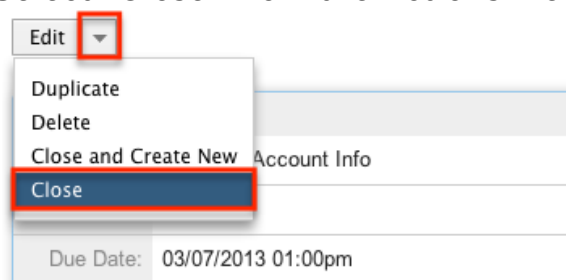 Edit
Duplicate
Delete
Close and Create New
Account Info
Close
Due Date: 03/07/2013 01:00pm